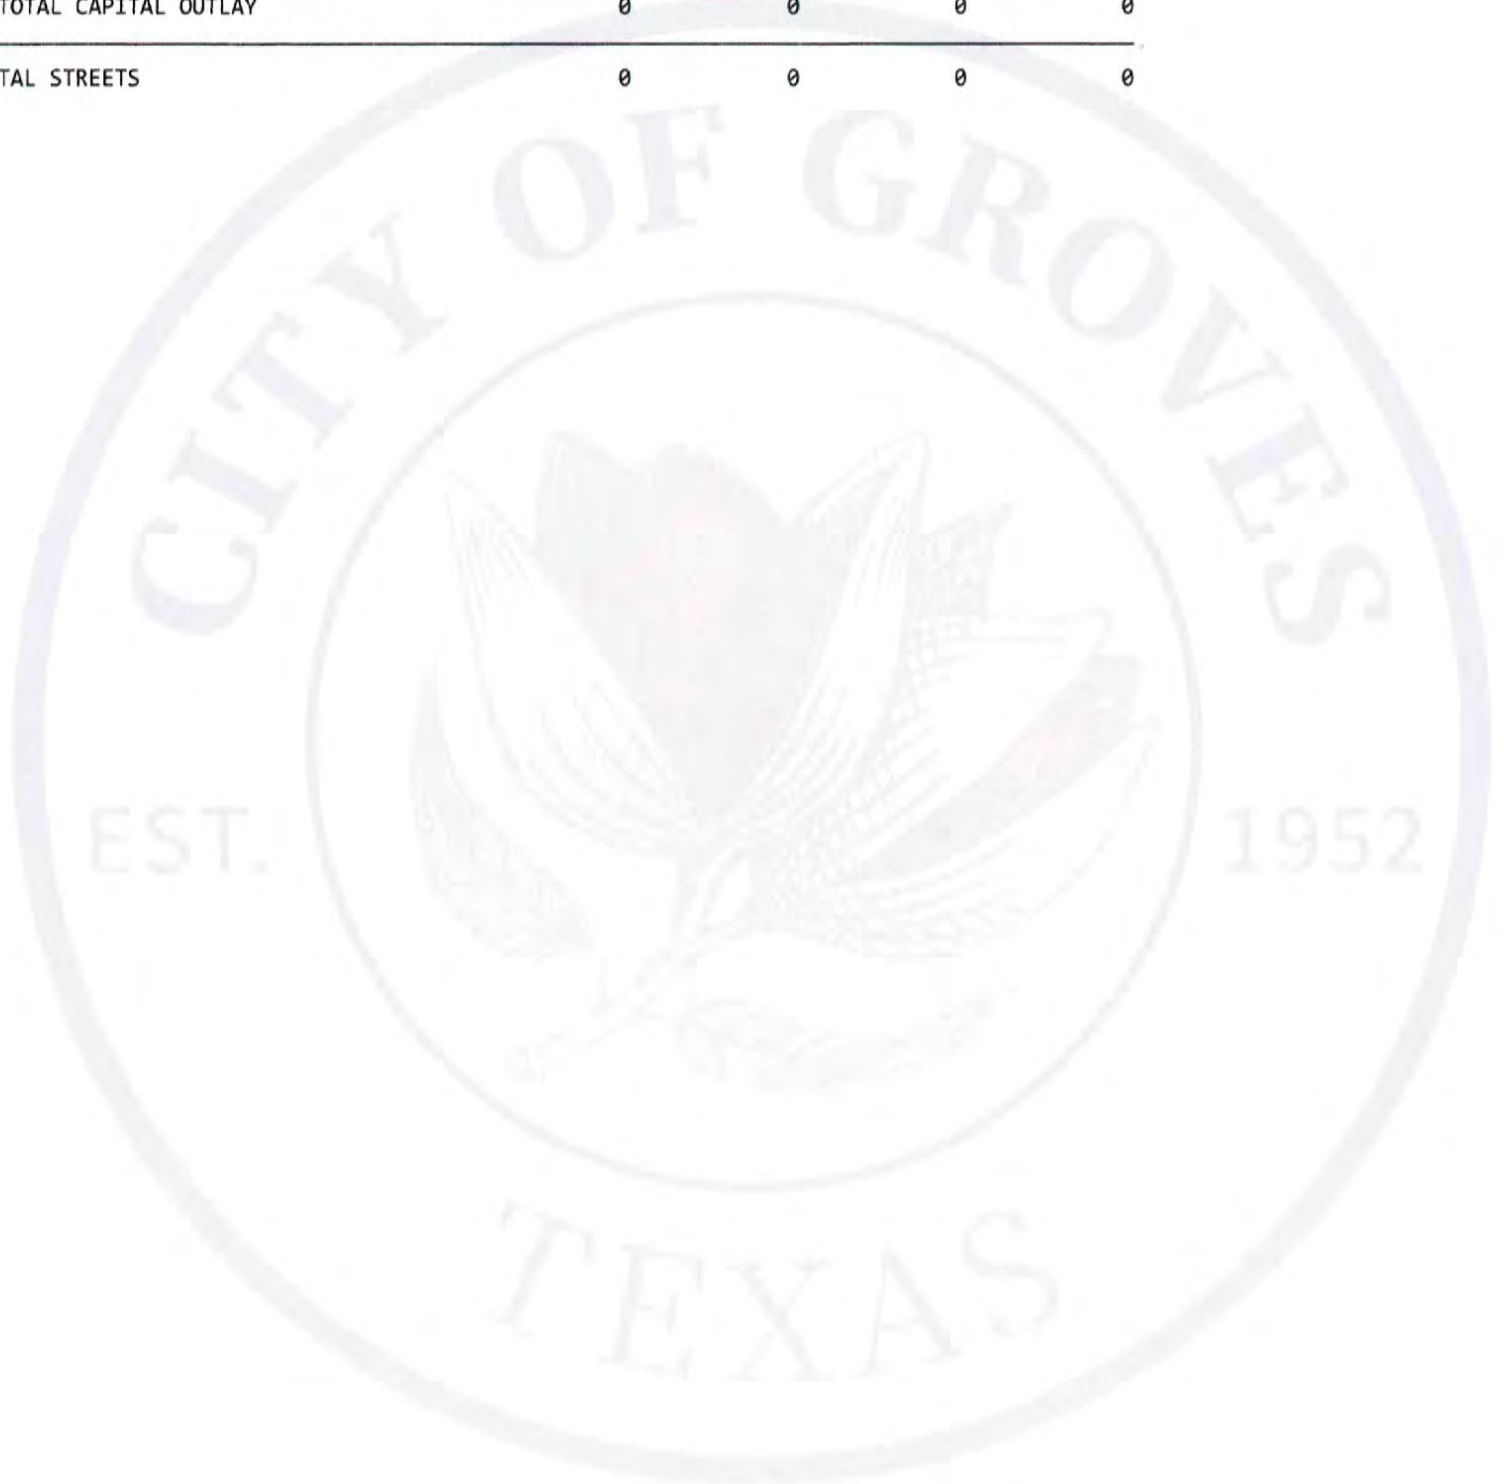 TOTAL CAPITAL OUTLAY 0 0 0 0
TAL STREETS 0 0 0 0
CITY OF GROVES
EST. 1952
TEXAS